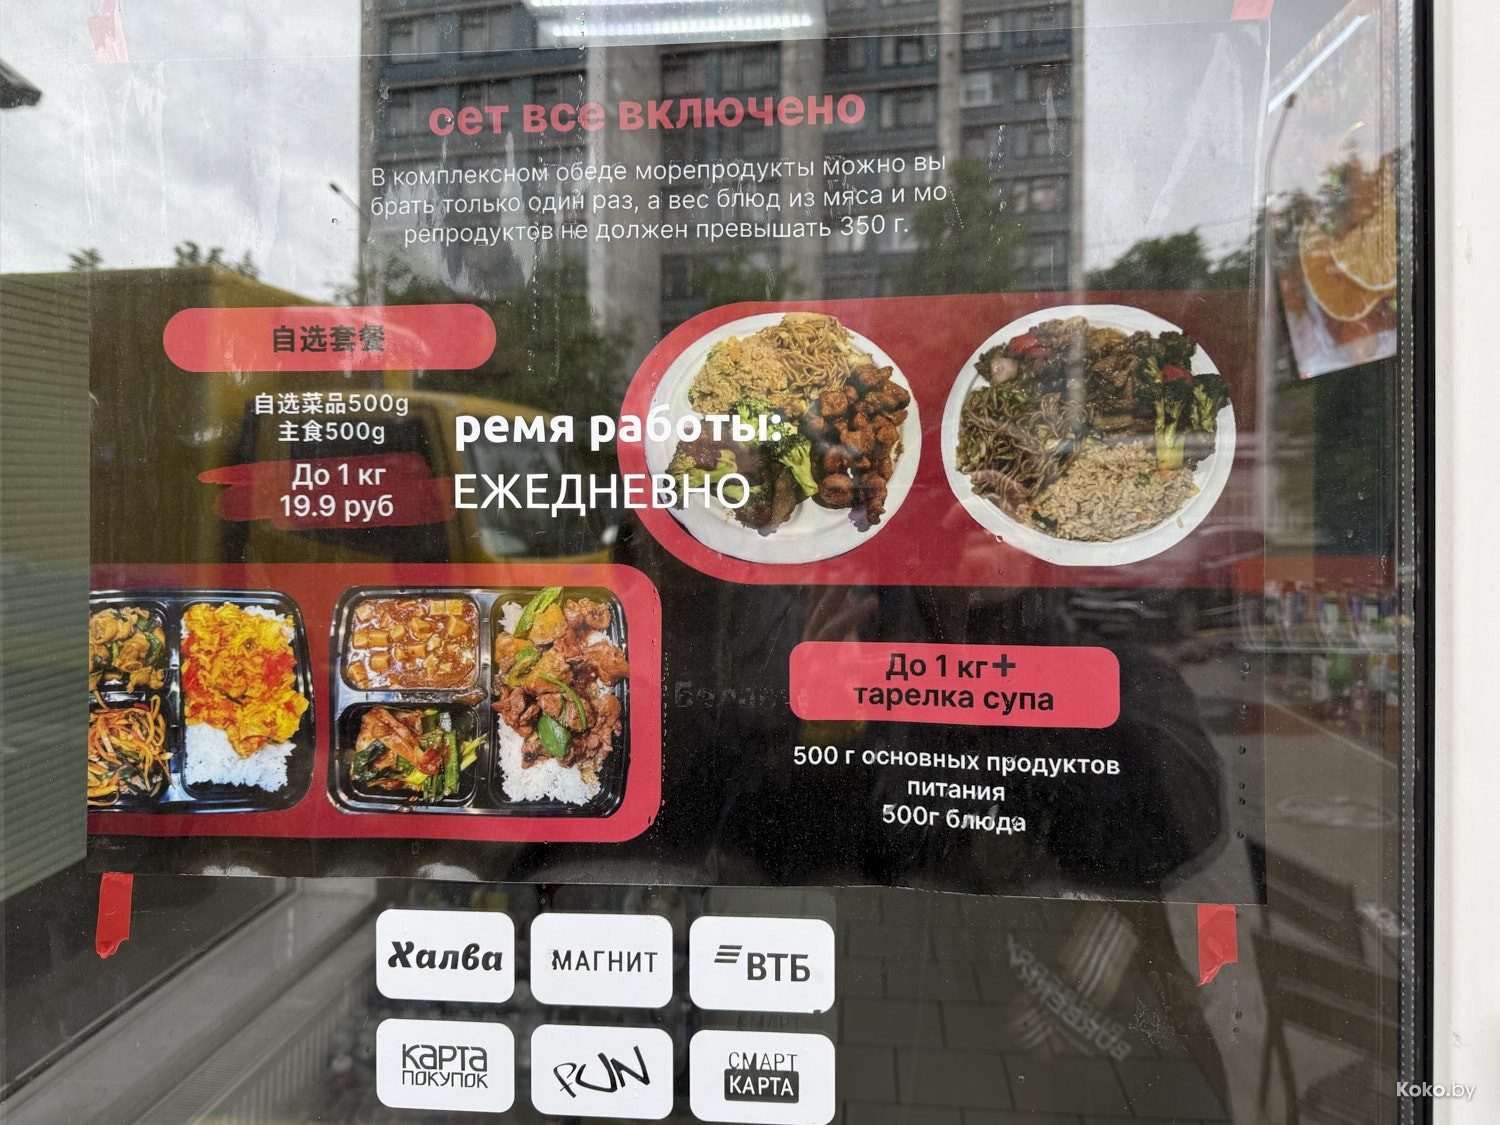 сет все включено
В комплексном обеде морепродукты можно вы
брать только один раз, а вес блюд из мяса и мо
репродуктов не должен превышать 350 г.
自选套餐
自选菜品500g
主食500g
До 1 кг
19.9 руб
ремя работы:
ЕЖЕДНЕВНО
До 1 кг+
тарелка супа
500 г основных продуктов
питания
500г блюда
Халва
МАГНИТ
ВТБ
КАРТА
ПОКУПОК
FUN
СМАРТ
КАРТА
BURBERRY
Koko.by